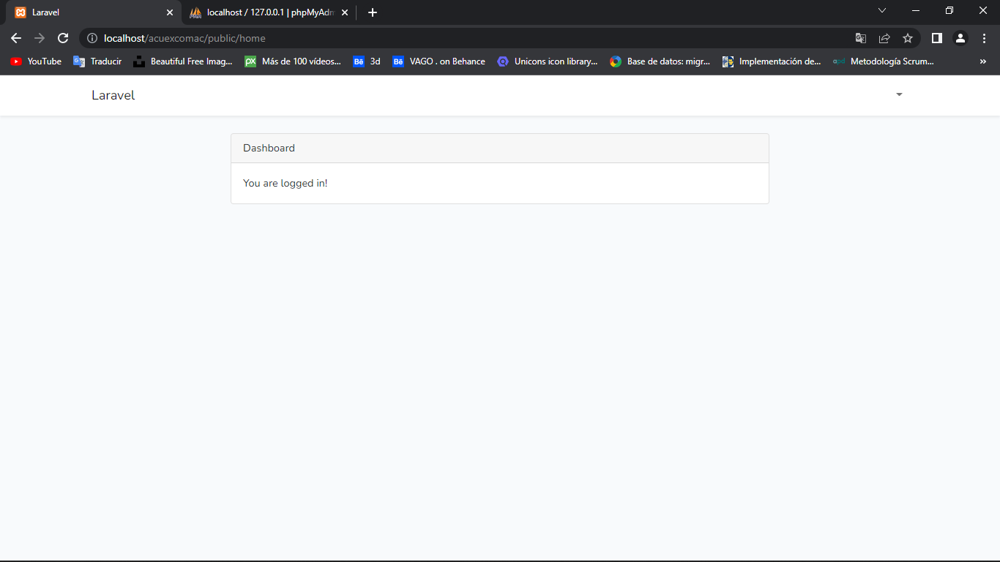 Laravel
localhost / 127.0.0.1 | phpMyAdm
localhost/acuexcomac/public/home
YouTube
Traducir
Beautiful Free Imag...
Más de 100 vídeos...
3d
VAGO . on Behance
Unicons icon library...
Base de datos: migr...
Implementación de...
Metodología Scrum...
Laravel
Dashboard
You are logged in!